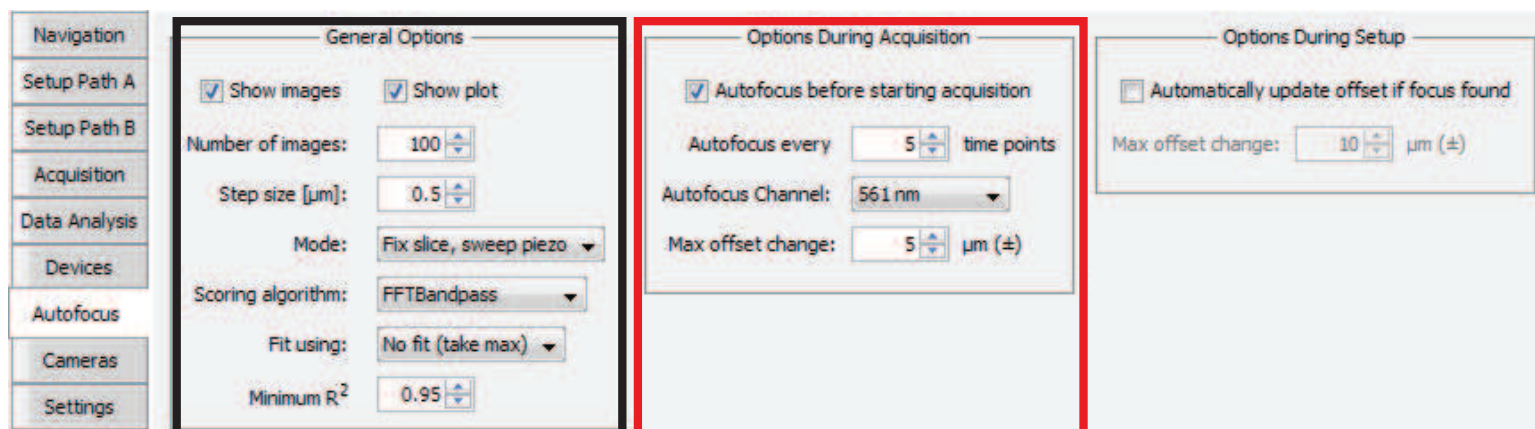 Navigation
Setup Path A
Setup Path B
Acquisition
Data Analysis
Devices
Autofocus
Cameras
Settings
General Options
Show images Show plot
Number of images: 100
Step size [µm]: 0.5
Mode: Fix slice, sweep piezo
Scoring algorithm: FFTBandpass
Fit using: No fit (take max)
Minimum R² 0.95
Options During Acquisition
Autofocus before starting acquisition
Autofocus every 5 time points
Autofocus Channel: 561 nm
Max offset change: 5 µm (±)
Options During Setup
Automatically update offset if focus found
Max offset change: 10 µm (±)